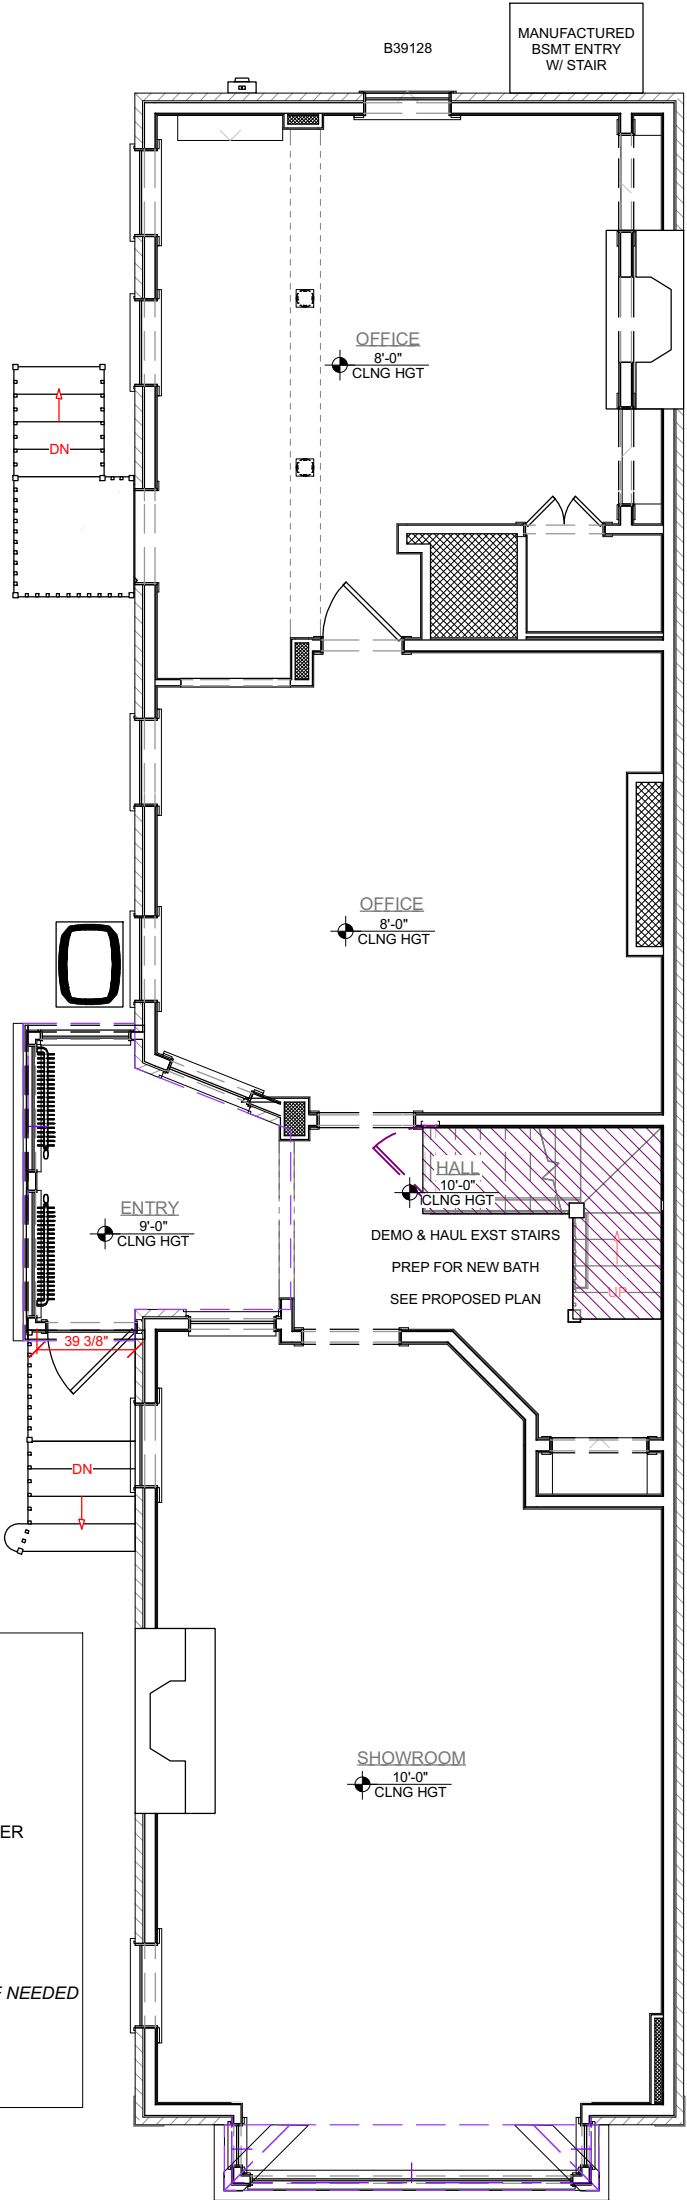 B39128
MANUFACTURED
BSMT ENTRY
W/ STAIR
OFFICE
8'-0"
CLNG HGT
DN
OFFICE
8'-0"
CLNG HGT
HALL
10'-0"
CLNG HGT
ENTRY
9'-0"
CLNG HGT
DEMO & HAUL EXST STAIRS
PREP FOR NEW BATH
SEE PROPOSED PLAN
UP
39 3/8"
DN
SHOWROOM
10'-0"
CLNG HGT
ER
NEEDED